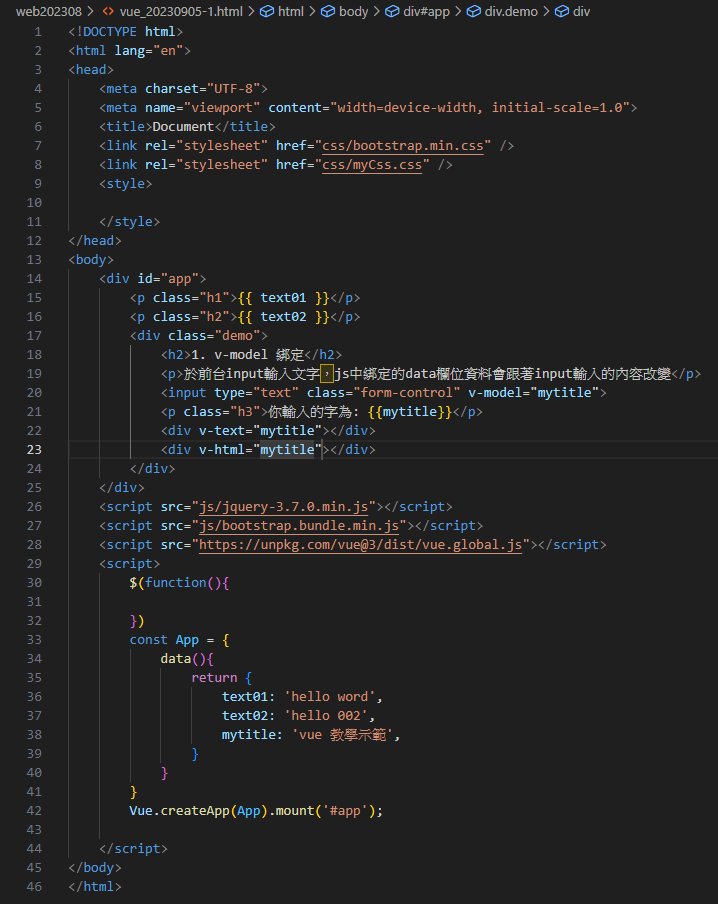 web202308 > <> vue_20230905-1.html > html > body > div#app > div.demo > div
1 <!DOCTYPE html>
2 <html lang="en">
3 <head>
4     <meta charset="UTF-8">
5     <meta name="viewport" content="width=device-width, initial-scale=1.0">
6     <title>Document</title>
7     <link rel="stylesheet" href="css/bootstrap.min.css" />
8     <link rel="stylesheet" href="css/myCss.css" />
9     <style>
10
11     </style>
12 </head>
13 <body>
14     <div id="app">
15         <p class="h1">{{ text01 }}</p>
16         <p class="h2">{{ text02 }}</p>
17         <div class="demo">
18             <h2>1. v-model 綁定</h2>
19             <p>於前台input輸入文字，js中綁定的data欄位資料會跟著input輸入的內容改變</p>
20             <input type="text" class="form-control" v-model="mytitle">
21             <p class="h3">你輸入的字為: {{mytitle}}</p>
22             <div v-text="mytitle"></div>
23             <div v-html="mytitle"></div>
24         </div>
25     </div>
26     <script src="js/jquery-3.7.0.min.js"></script>
27     <script src="js/bootstrap.bundle.min.js"></script>
28     <script src="https://unpkg.com/vue@3/dist/vue.global.js"></script>
29     <script>
30         $(function(){
31
32         })
33         const App = {
34             data(){
35                 return {
36                     text01: 'hello word',
37                     text02: 'hello 002',
38                     mytitle: 'vue 教學示範',
39                 }
40             }
41         }
42         Vue.createApp(App).mount('#app');
43
44     </script>
45 </body>
46 </html>